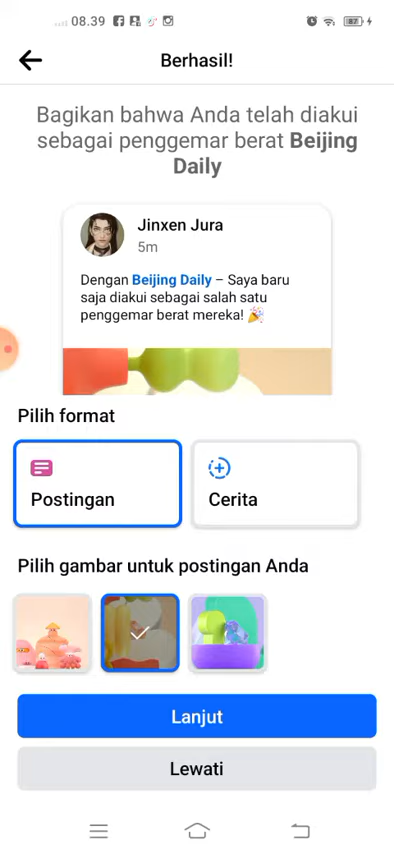 08.39
87
Berhasil!
Bagikan bahwa Anda telah diakui
sebagai penggemar berat Beijing
Daily
Jinxen Jura
5m
Dengan Beijing Daily – Saya baru
saja diakui sebagai salah satu
penggemar berat mereka! 🎉
Pilih format
Postingan
Cerita
Pilih gambar untuk postingan Anda
Lanjut
Lewati